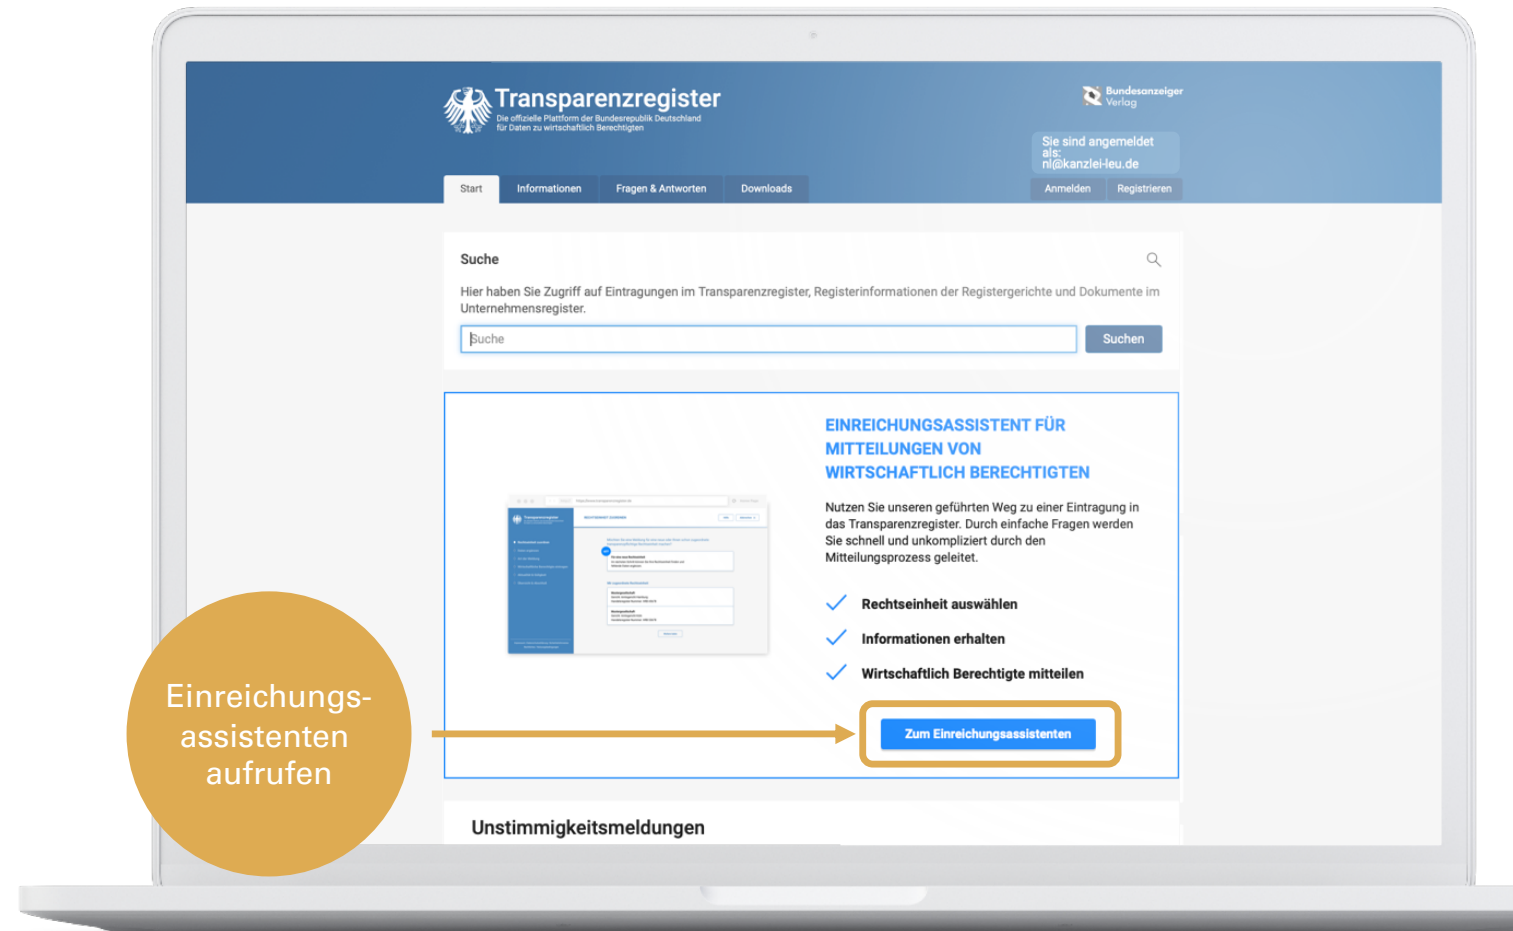 Transparenzregister
Die offizielle Plattform der Bundesrepublik Deutschland
für Daten zu wirtschaftlich Berechtigten
Bundesanzeiger
Verlag
Sie sind angemeldet
als:
nl@kanzlei-leu.de
Start
Informationen
Fragen & Antworten
Downloads
Anmelden
Registrieren
Suche
Hier haben Sie Zugriff auf Eintragungen im Transparenzregister, Registerinformationen der Registergerichte und Dokumente im
Unternehmensregister.
Suche
Suchen
EINREICHUNGSASSISTENT FÜR
MITTEILUNGEN VON
WIRTSCHAFTLICH BERECHTIGTEN
Nutzen Sie unseren geführten Weg zu einer Eintragung in
das Transparenzregister. Durch einfache Fragen werden
Sie schnell und unkompliziert durch den
Mitteilungsprozess geleitet.
Transparenzregister
Rechtseinheit auswählen
Informationen erhalten
Wirtschaftlich Berechtigte mitteilen
Zum Einreichungsassistenten
Einreichungs-
assistenten
aufrufen
Unstimmigkeitsmeldungen